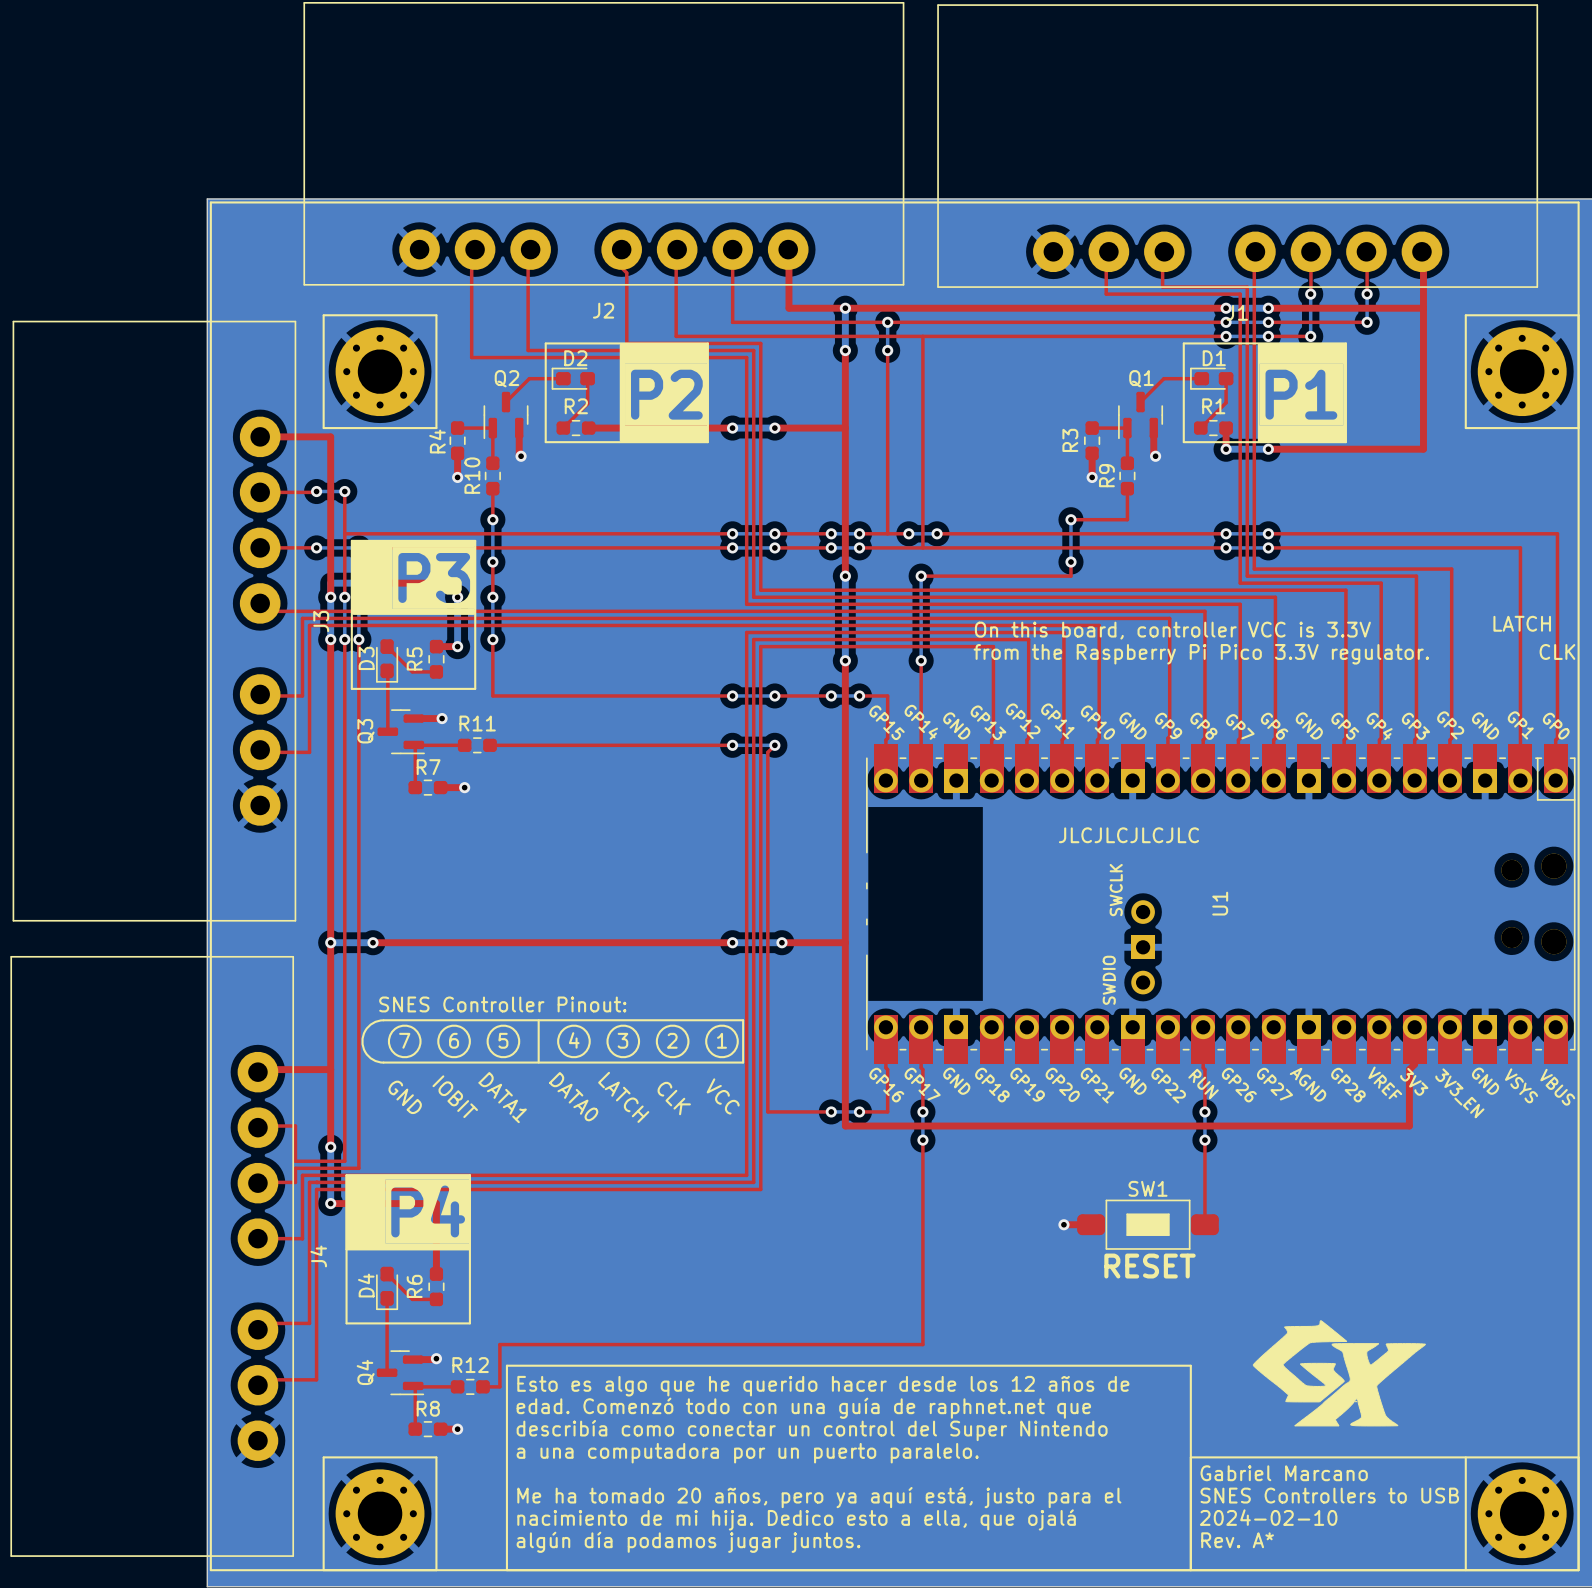 J2
J1
D2
Q2
P2
R2
R4
R10
D1
Q1
P1
R1
R3
R9
P3
J3
D3
R5
Q3
R11
R7
On this board, controller VCC is 3.3V
from the Raspberry Pi Pico 3.3V regulator.
LATCH
CLK
GP15 GP14 GND GP13 GP12 GP11 GP10 GND GP9 GP8 GP7 GP6 GND GP5 GP4 GP3 GP2 GND GP1 GP0
JLCJLCJLCJLC
SWCLK
U1
SWDIO
SNES Controller Pinout:
7 6 5 4 3 2 1
GND IOBIT DATA1 DATA0 LATCH CLK VCC
GP16 GP17 GND GP18 GP19 GP20 GP21 GND GP22 RUN GP26 GP27 AGND GP28 VREF 3V3 3V3_EN GND VSYS VBUS
P4
J4
D4
R6
Q4
R12
R8
SW1
RESET
GX
Esto es algo que he querido hacer desde los 12 años de
edad. Comenzó todo con una guía de raphnet.net que
describía como conectar un control del Super Nintendo
a una computadora por un puerto paralelo.
Me ha tomado 20 años, pero ya aquí está, justo para el
nacimiento de mi hija. Dedico esto a ella, que ojalá
algún día podamos jugar juntos.
Gabriel Marcano
SNES Controllers to USB
2024-02-10
Rev. A*